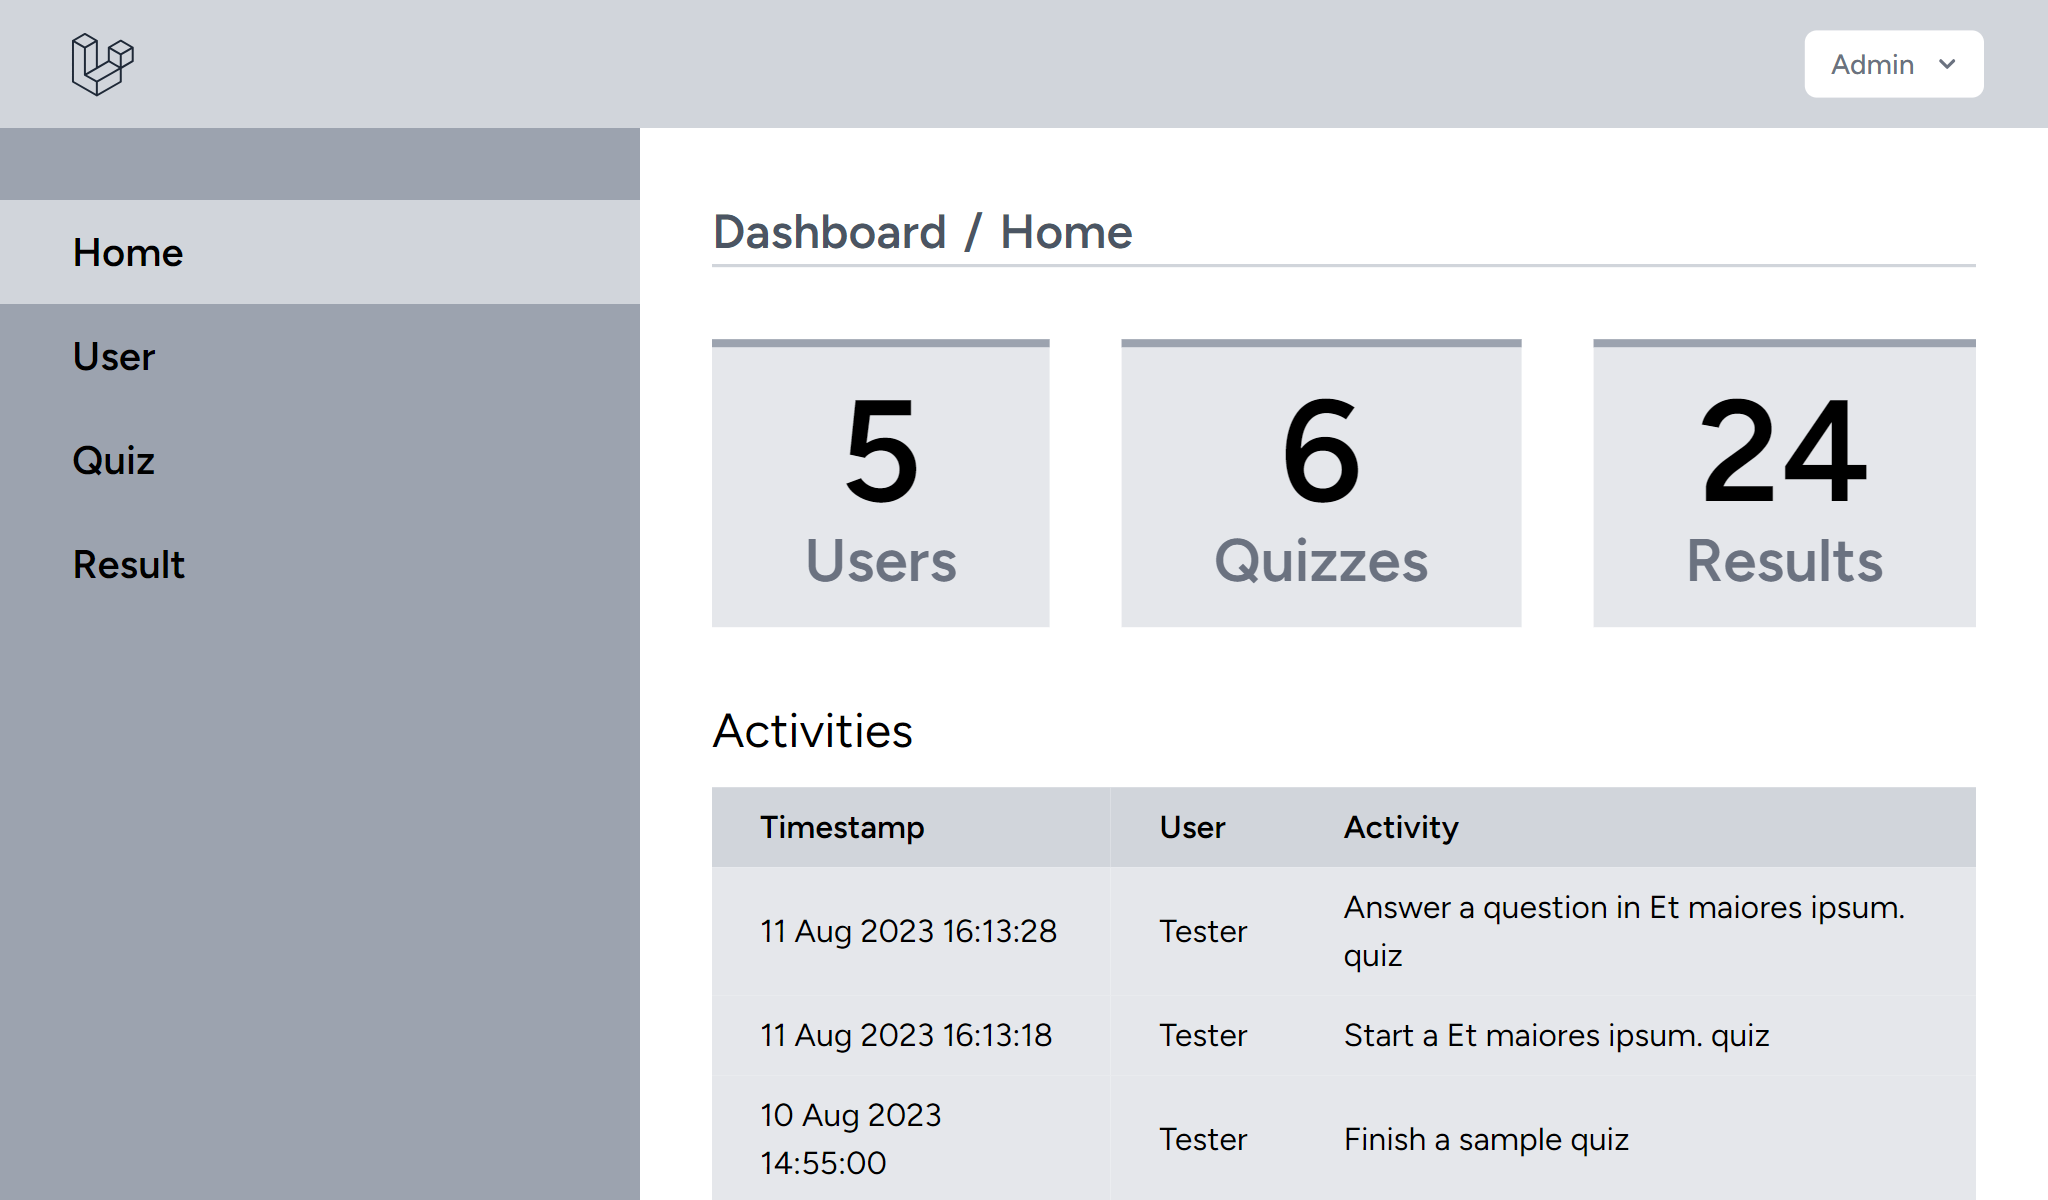 Admin
Home
User
Quiz
Result
Dashboard / Home
5
Users
6
Quizzes
24
Results
Activities
Timestamp User Activity
11 Aug 2023 16:13:28 Tester Answer a question in Et maiores ipsum.
quiz
11 Aug 2023 16:13:18 Tester Start a Et maiores ipsum. quiz
10 Aug 2023
14:55:00 Tester Finish a sample quiz